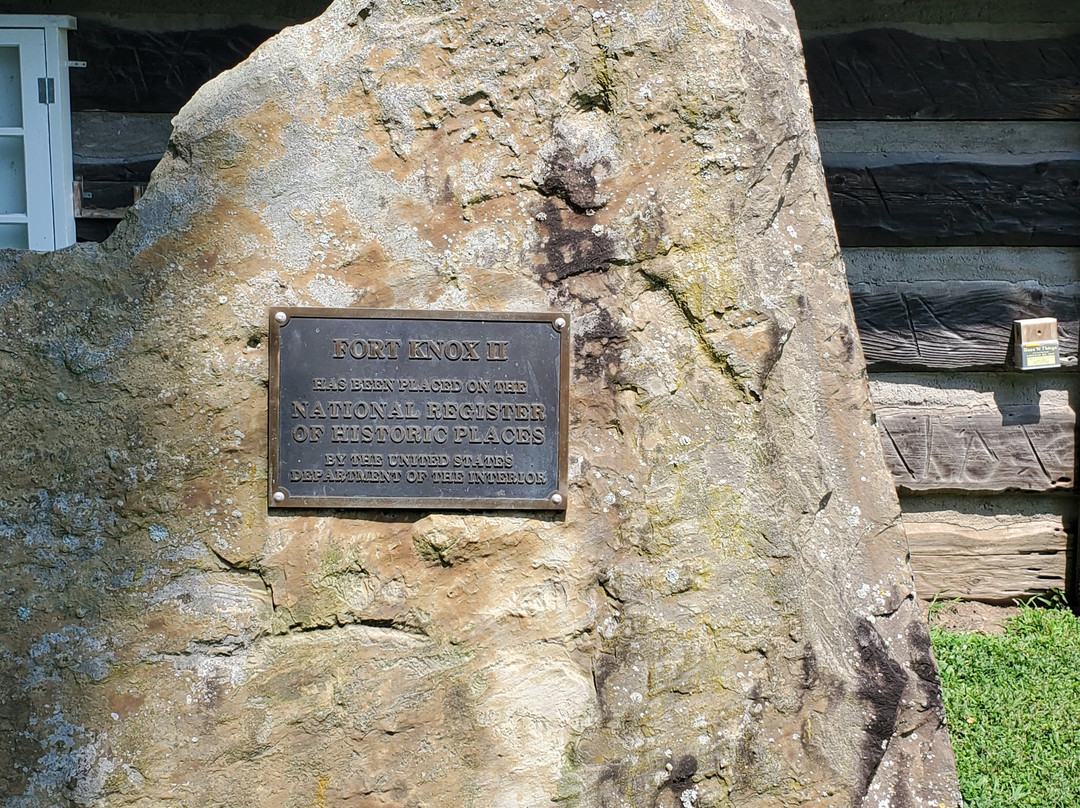 FORT KNOX II
HAS BEEN PLACED ON THE
NATIONAL REGISTER
OF HISTORIC PLACES
BY THE UNITED STATES
DEPARTMENT OF THE INTERIOR